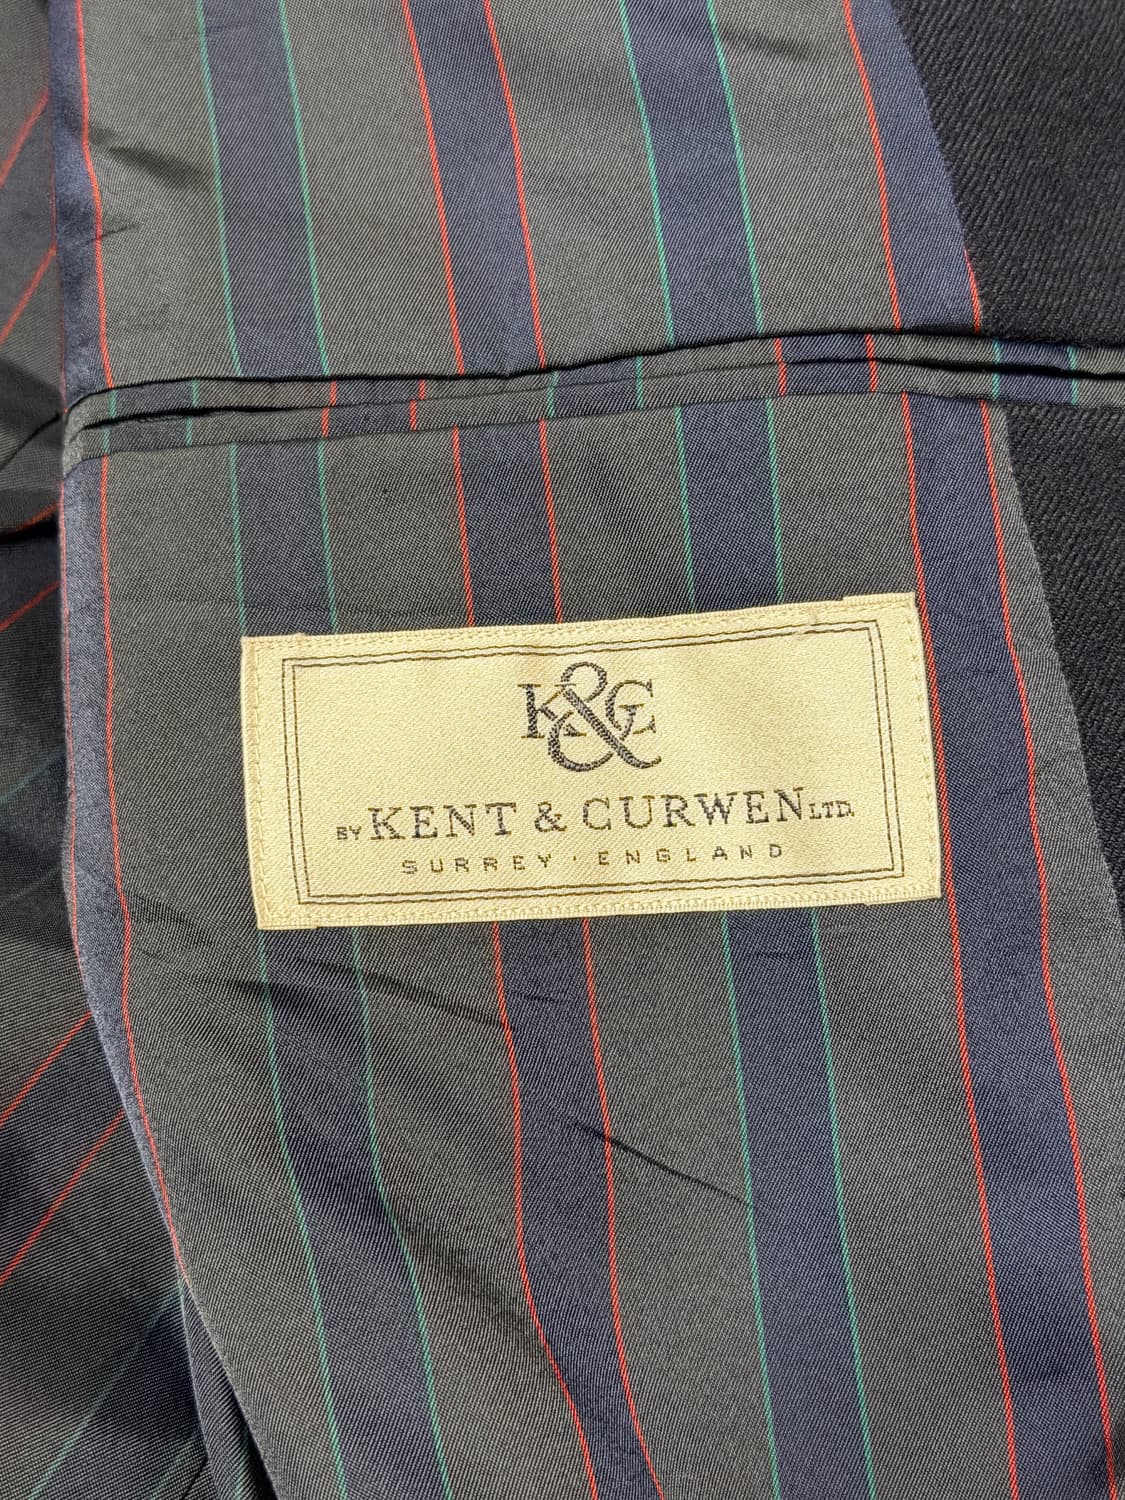 K&C
BY KENT & CURWEN LTD.
SURREY · ENGLAND